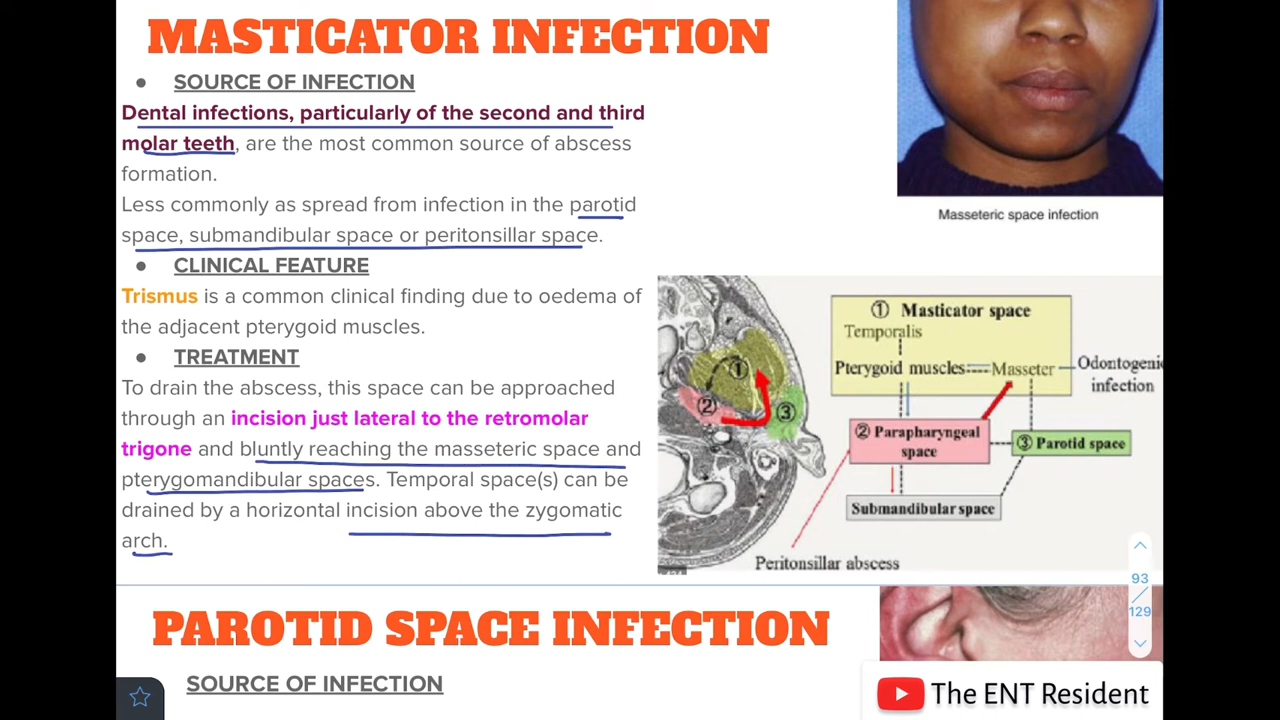 MASTICATOR INFECTION
● SOURCE OF INFECTION
Dental infections, particularly of the second and third
molar teeth, are the most common source of abscess
formation.
Less commonly as spread from infection in the parotid
space, submandibular space or peritonsillar space.
● CLINICAL FEATURE
Trismus is a common clinical finding due to oedema of
the adjacent pterygoid muscles.
● TREATMENT
To drain the abscess, this space can be approached
through an incision just lateral to the retromolar
trigone and bluntly reaching the masseteric space and
pterygomandibular spaces. Temporal space(s) can be
drained by a horizontal incision above the zygomatic
arch.
Masseteric space infection
① Masticator space
Temporalis
Pterygoid muscles
Masseter
Odontogenic
infection
② Parapharyngeal
space
③ Parotid space
Submandibular space
Peritonsillar abscess
①
②
③
93
129
PAROTID SPACE INFECTION
SOURCE OF INFECTION
The ENT Resident